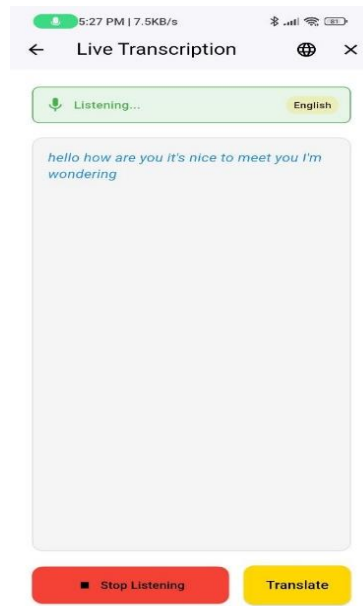 5:27 PM | 7.5KB/s 81
Live Transcription
Listening... English
hello how are you it's nice to meet you I'm
wondering
Stop Listening Translate